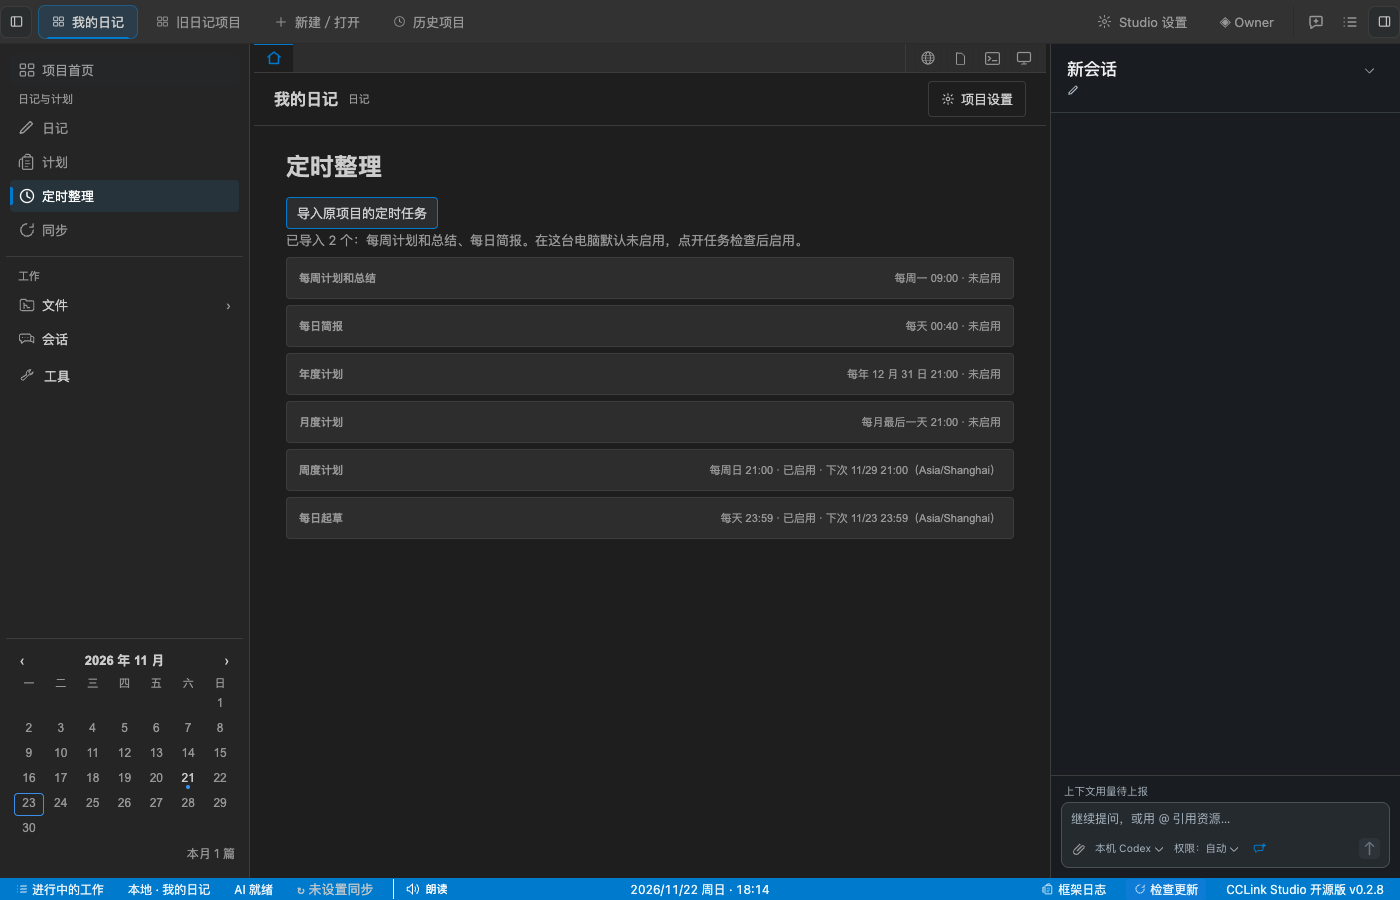 我的日记
旧日记项目
新建 / 打开
历史项目
Studio 设置
Owner
项目首页
日记与计划
日记
计划
定时整理
同步
工作
文件
会话
工具
2026 年 11 月
一 二 三 四 五 六 日
1
2 3 4 5 6 7 8
9 10 11 12 13 14 15
16 17 18 19 20 21 22
23 24 25 26 27 28 29
30
本月 1 篇
我的日记 日记
项目设置
定时整理
导入原项目的定时任务
已导入 2 个：每周计划和总结、每日简报。在这台电脑默认未启用，点开任务检查后启用。
每周计划和总结 每周一 09:00 · 未启用
每日简报 每天 00:40 · 未启用
年度计划 每年 12 月 31 日 21:00 · 未启用
月度计划 每月最后一天 21:00 · 未启用
周度计划 每周日 21:00 · 已启用 · 下次 11/29 21:00（Asia/Shanghai）
每日起草 每天 23:59 · 已启用 · 下次 11/23 23:59（Asia/Shanghai）
新会话
上下文用量待上报
继续提问，或用 @ 引用资源...
本机 Codex 权限：自动
进行中的工作 本地 · 我的日记 AI 就绪 未设置同步 朗读 2026/11/22 周日 · 18:14 框架日志 检查更新 CCLink Studio 开源版 v0.2.8